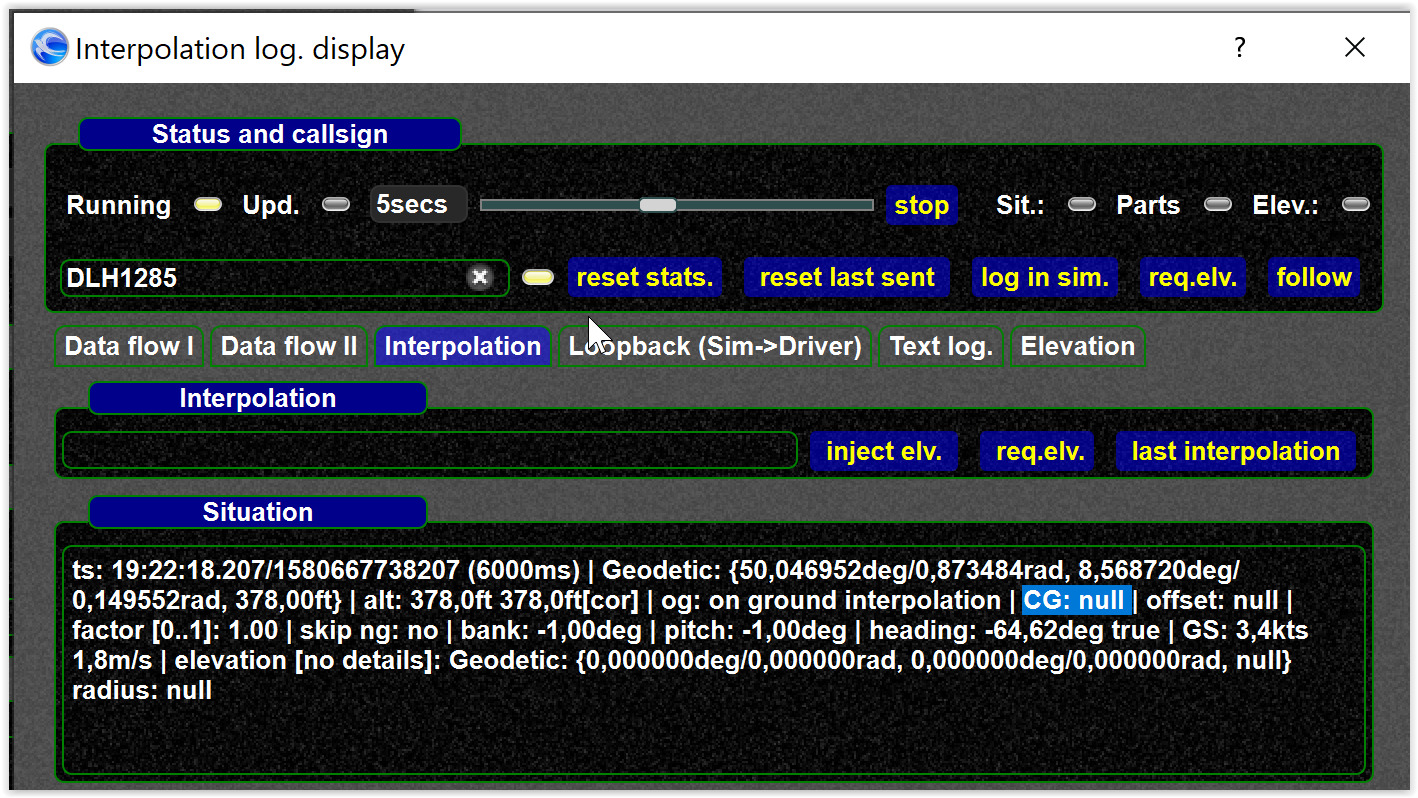 Interpolation log. display
?
Status and callsign
Running Upd. 5secs stop Sit.: Parts Elev.:
DLH1285 reset stats. reset last sent log in sim. req.elv. follow
Data flow I Data flow II Interpolation Loopback (Sim->Driver) Text log. Elevation
Interpolation
inject elv. req.elv. last interpolation
Situation
ts: 19:22:18.207/1580667738207 (6000ms) | Geodetic: {50,046952deg/0,873484rad, 8,568720deg/
0,149552rad, 378,00ft} | alt: 378,0ft 378,0ft[cor] | og: on ground interpolation | CG: null | offset: null |
factor [0..1]: 1.00 | skip ng: no | bank: -1,00deg | pitch: -1,00deg | heading: -64,62deg true | GS: 3,4kts
1,8m/s | elevation [no details]: Geodetic: {0,000000deg/0,000000rad, 0,000000deg/0,000000rad, null}
radius: null